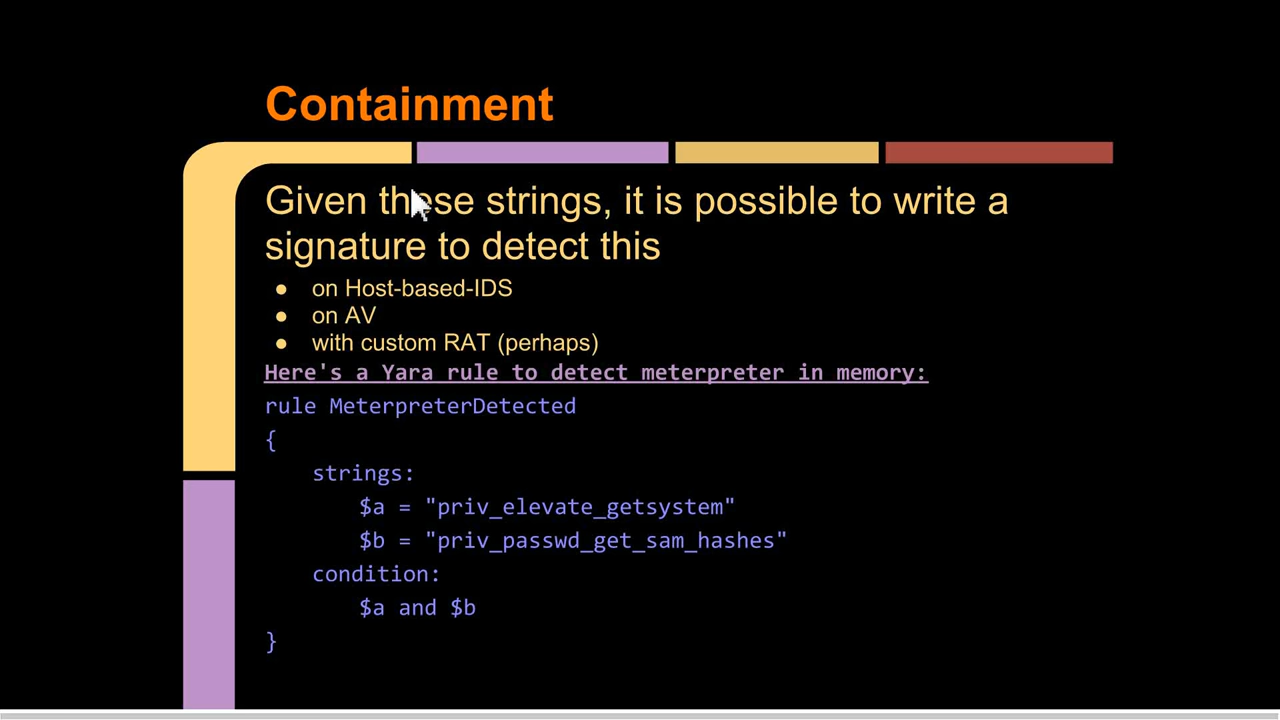 Containment
Given these strings, it is possible to write a
signature to detect this
● on Host-based-IDS
● on AV
● with custom RAT (perhaps)
Here's a Yara rule to detect meterpreter in memory:
rule MeterpreterDetected
{
strings:
$a = "priv_elevate_getsystem"
$b = "priv_passwd_get_sam_hashes"
condition:
$a and $b
}